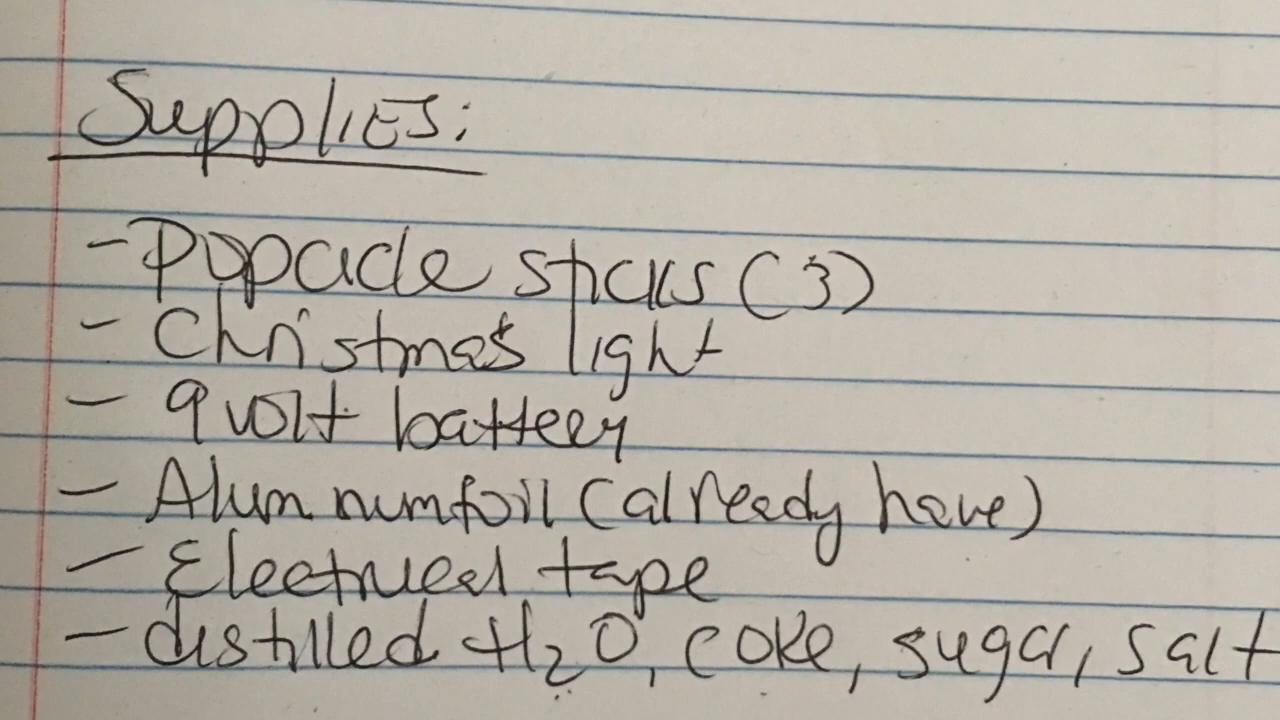 Supplies:
- Popcicle sticks (3)
- Christmas light
- 9 volt battery
- Aluminum foil (already have)
- Electrical tape
- distilled H₂O, coke, sugar, salt